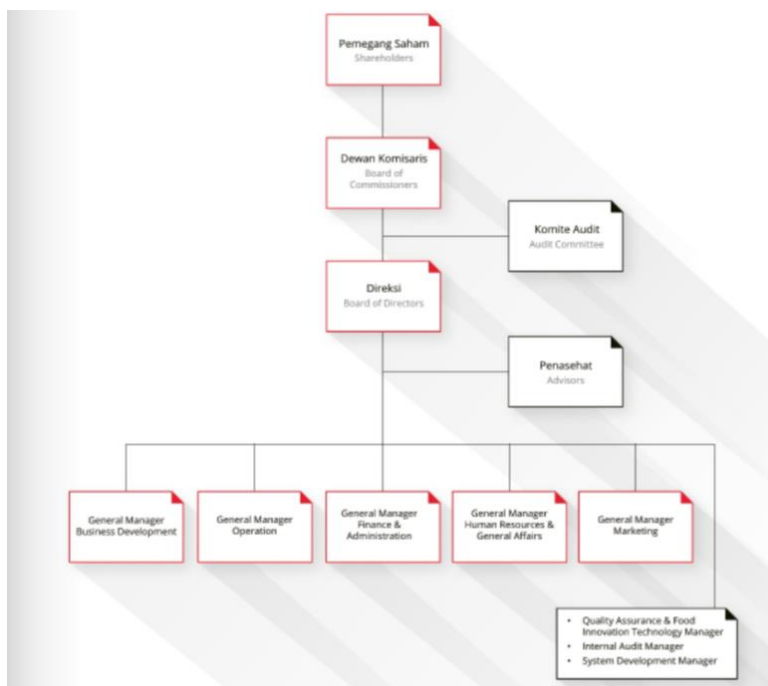 Pemegang Saham
Shareholders
Dewan Komisaris
Board of
Commissioners
Komite Audit
Audit Committee
Direksi
Board of Directors
Penasehat
Advisors
General Manager
Business Development
General Manager
Operation
General Manager
Finance &
Administration
General Manager
Human Resources &
General Affairs
General Manager
Marketing
• Quality Assurance & Food
Innovation Technology Manager
• Internal Audit Manager
• System Development Manager